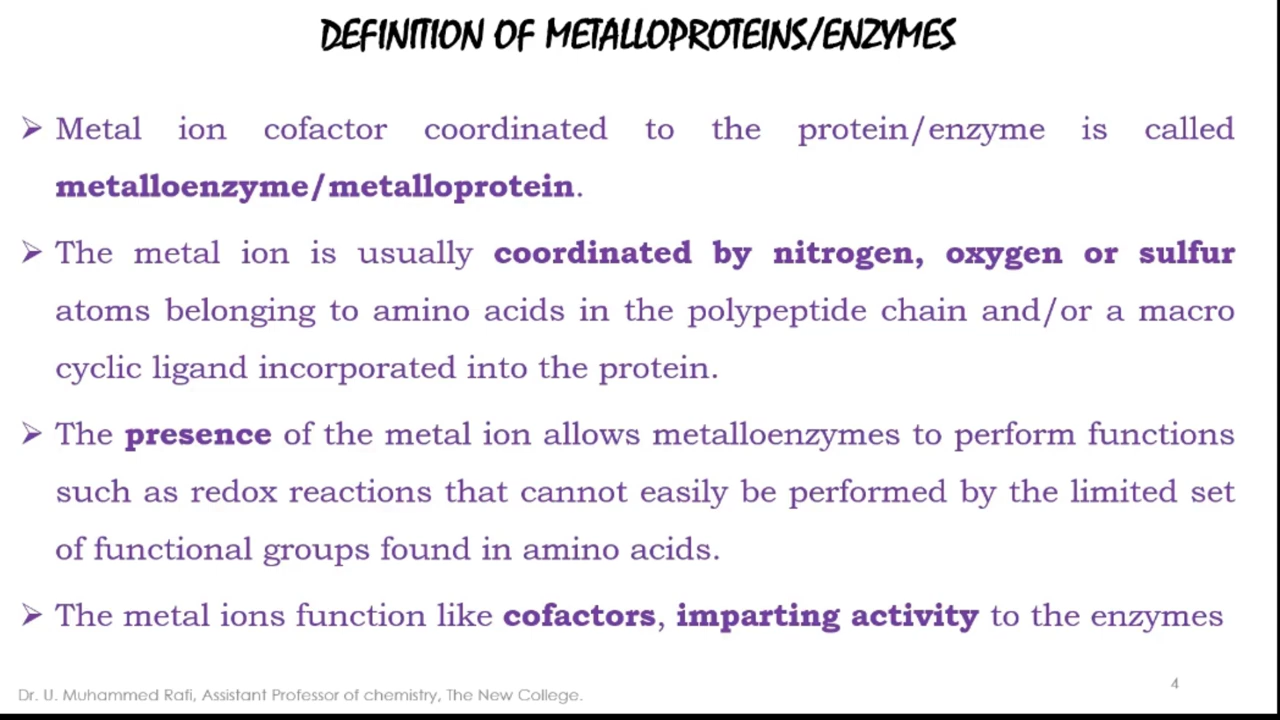 DEFINITION OF METALLOPROTEINS/ENZYMES
➢ Metal ion cofactor coordinated to the protein/enzyme is called
metalloenzyme/metalloprotein.
➢ The metal ion is usually coordinated by nitrogen, oxygen or sulfur
atoms belonging to amino acids in the polypeptide chain and/or a macro
cyclic ligand incorporated into the protein.
➢ The presence of the metal ion allows metalloenzymes to perform functions
such as redox reactions that cannot easily be performed by the limited set
of functional groups found in amino acids.
➢ The metal ions function like cofactors, imparting activity to the enzymes
Dr. U. Muhammed Rafi, Assistant Professor of chemistry, The New College.
4